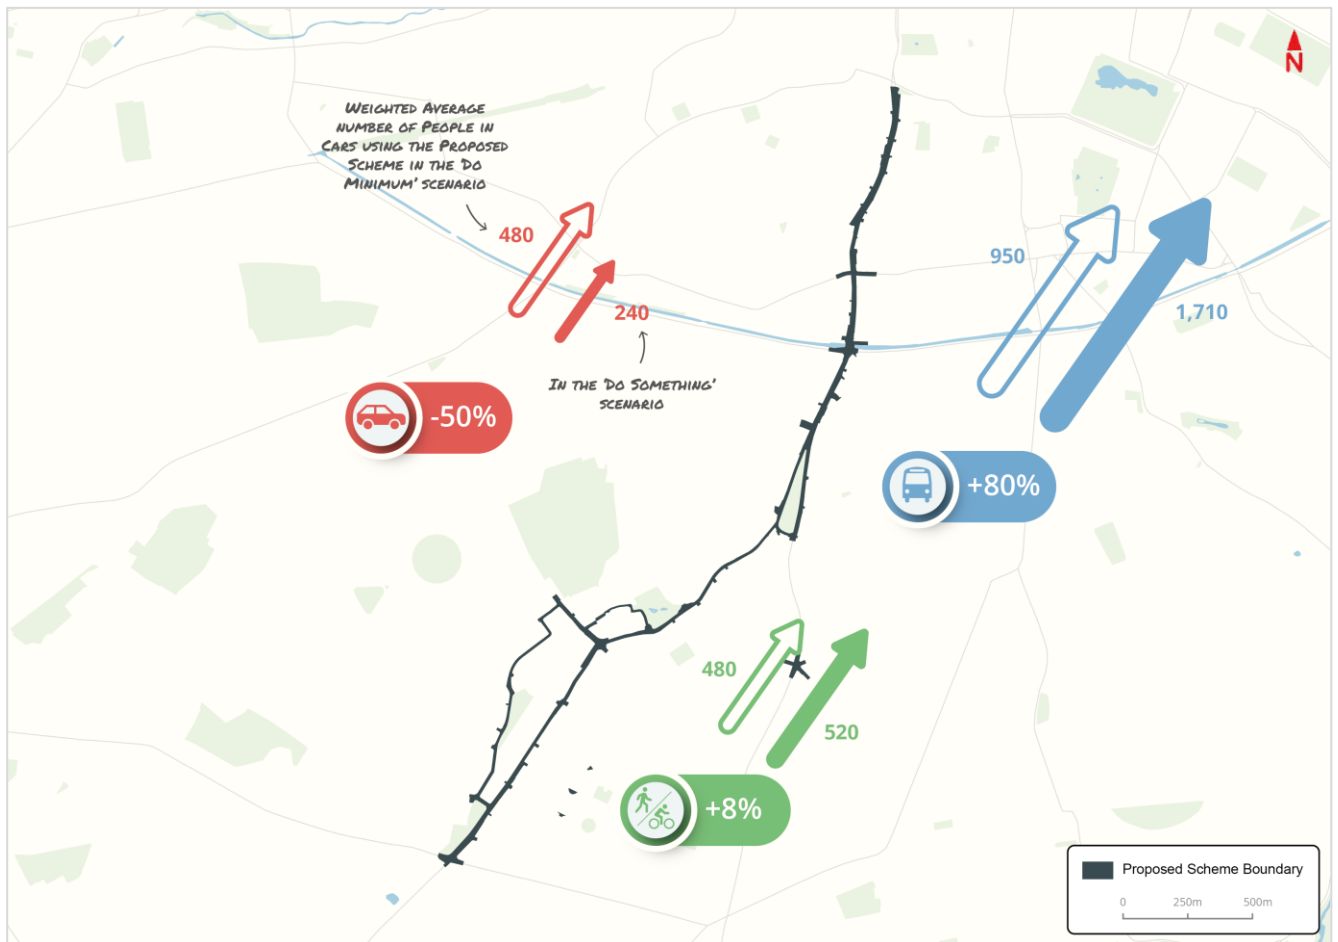 N
WEIGHTED AVERAGE
NUMBER OF PEOPLE IN
CARS USING THE PROPOSED
SCHEME IN THE 'DO
MINIMUM' SCENARIO
480
240
IN THE 'DO SOMETHING'
SCENARIO
-50%
950
1,710
+80%
480
520
+8%
Proposed Scheme Boundary
0 250m 500m